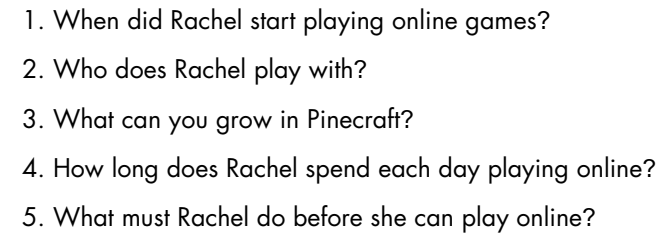 1. When did Rachel start playing online games?
2. Who does Rachel play with?
3. What can you grow in Pinecraft?
4. How long does Rachel spend each day playing online?
5. What must Rachel do before she can play online?